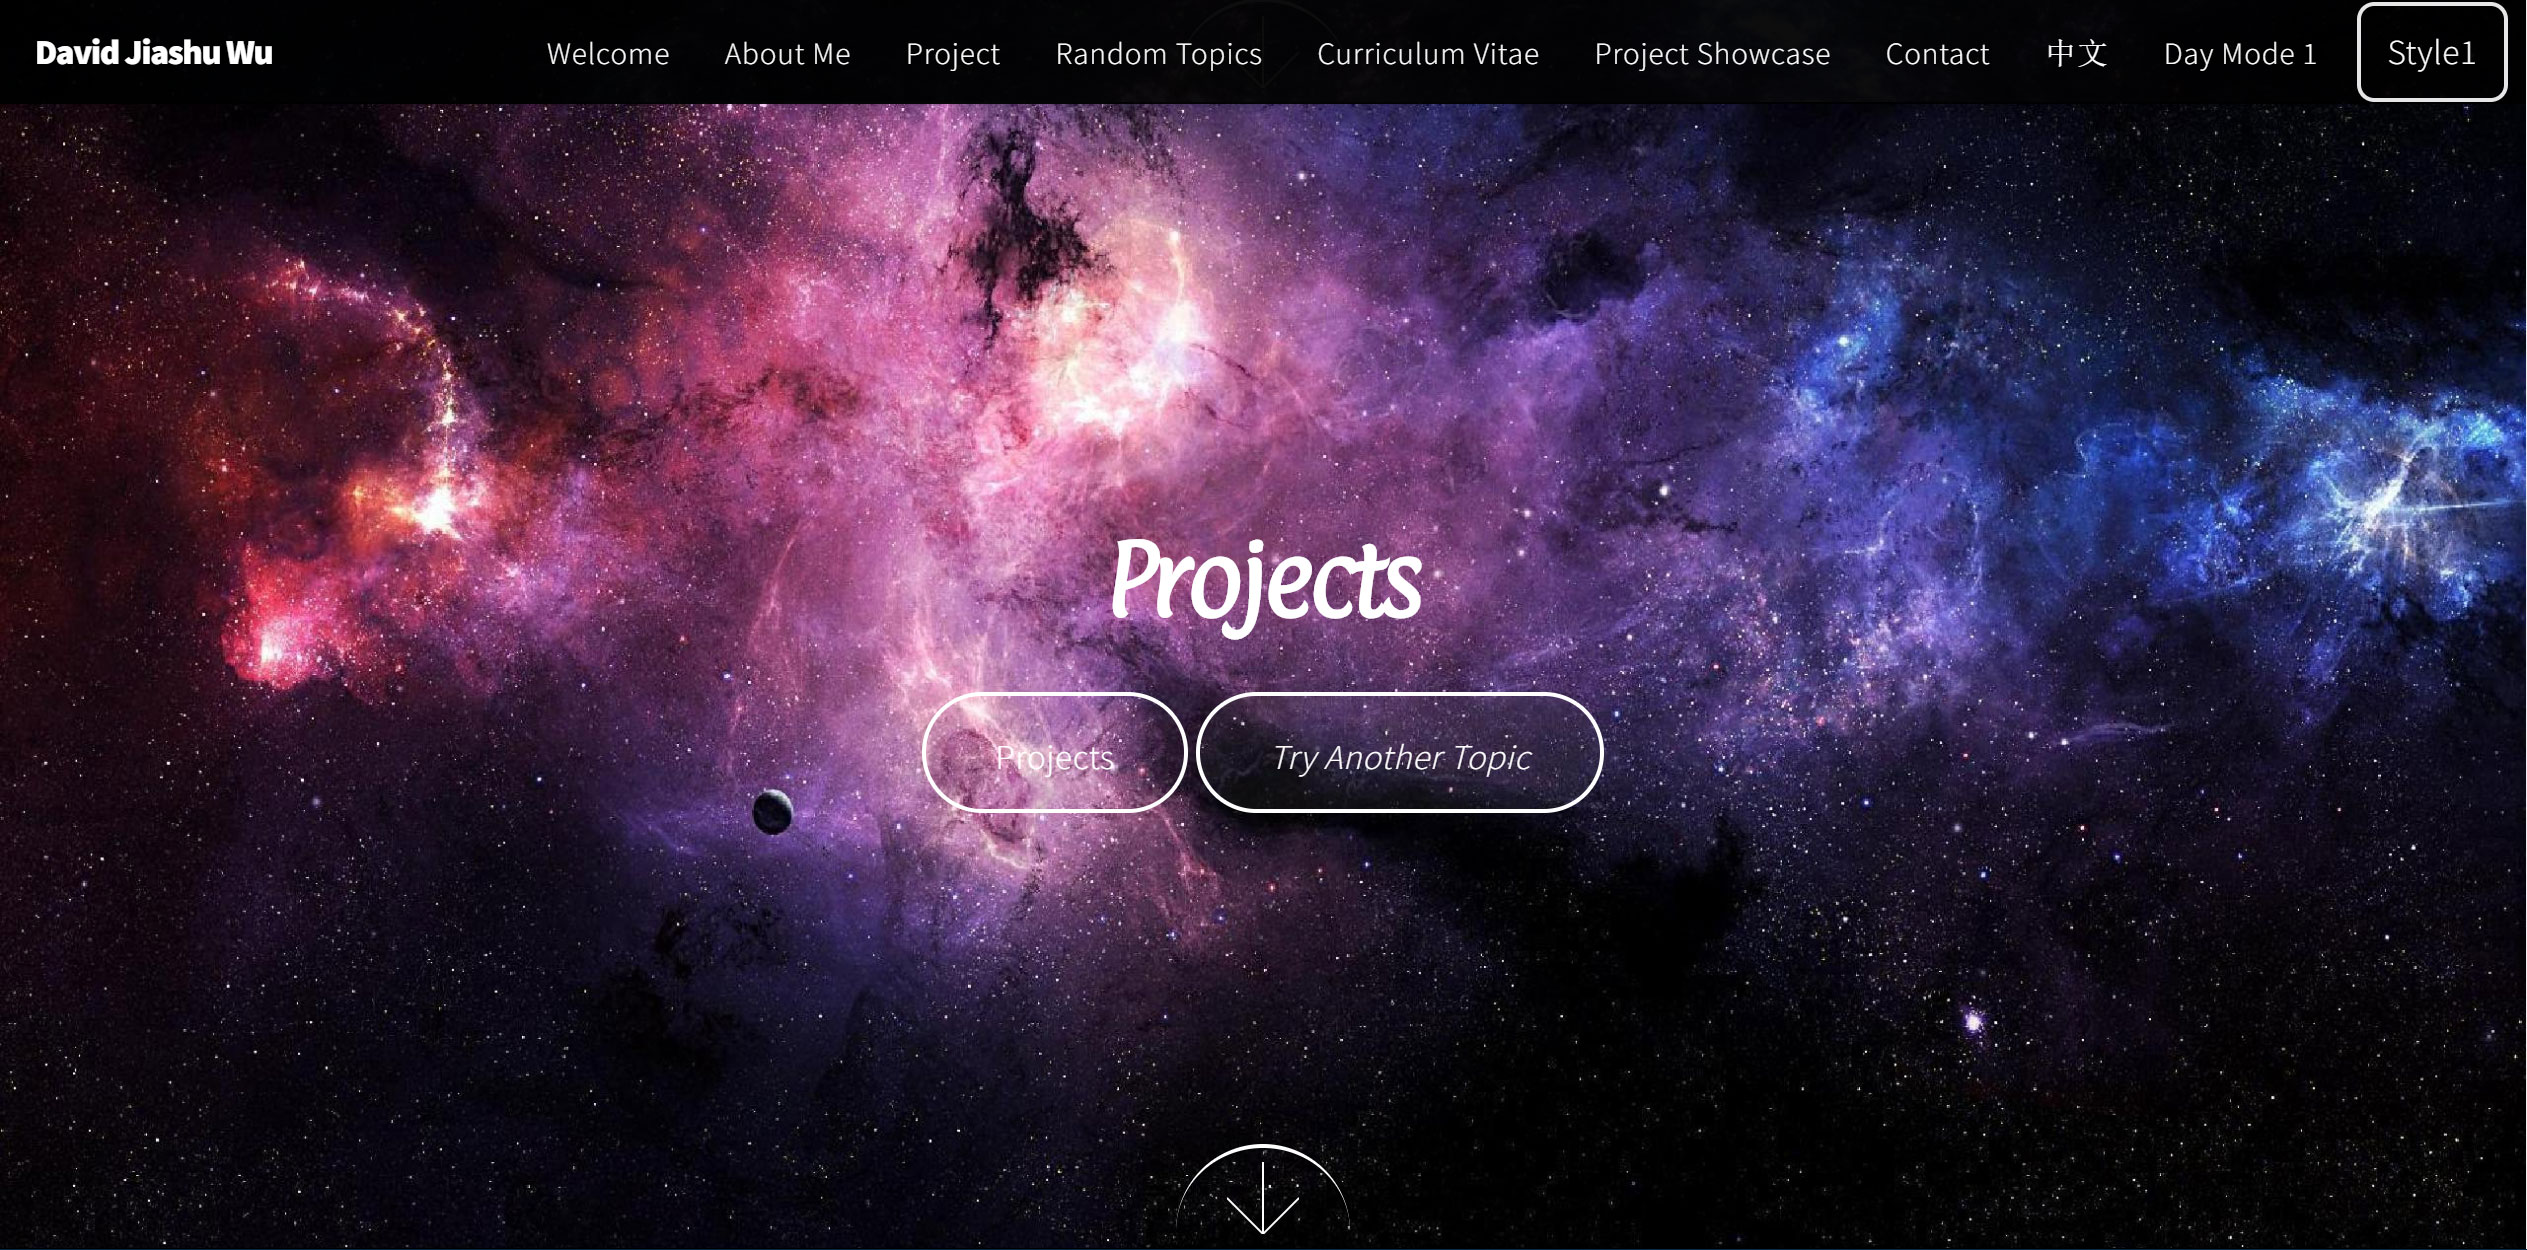 David Jiashu Wu Welcome About Me Project Random Topics Curriculum Vitae Project Showcase Contact 中文 Day Mode 1 Style1
Projects
Projects Try Another Topic